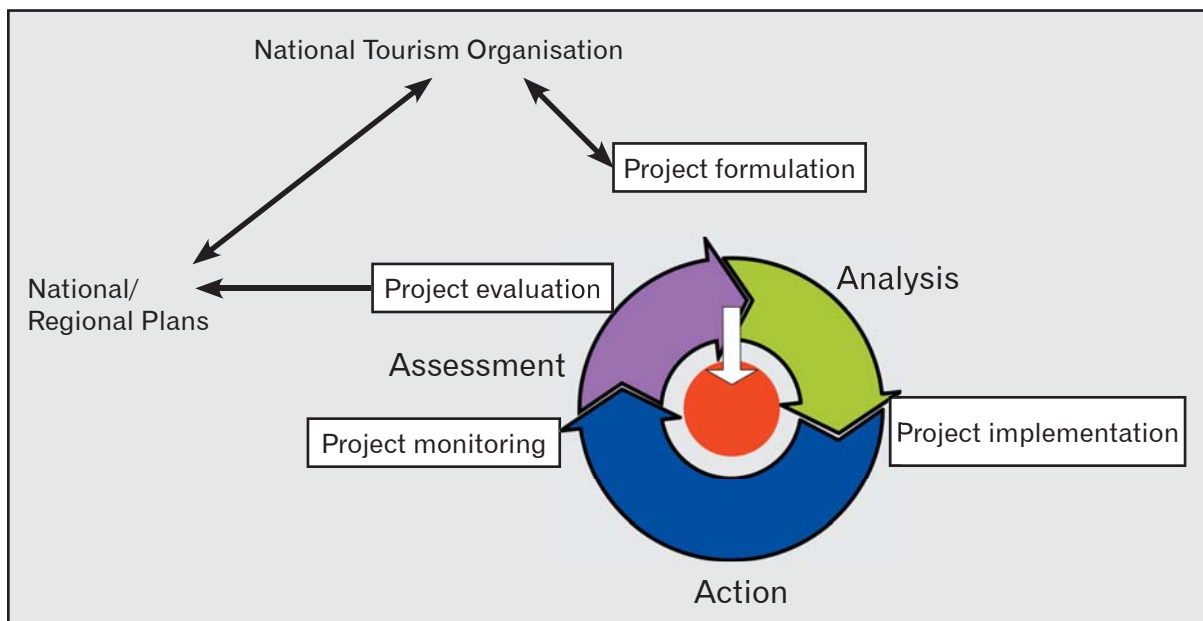 National Tourism Organisation
Project formulation
Analysis
Project evaluation
National/
Regional Plans
Assessment
Project implementation
Project monitoring
Action